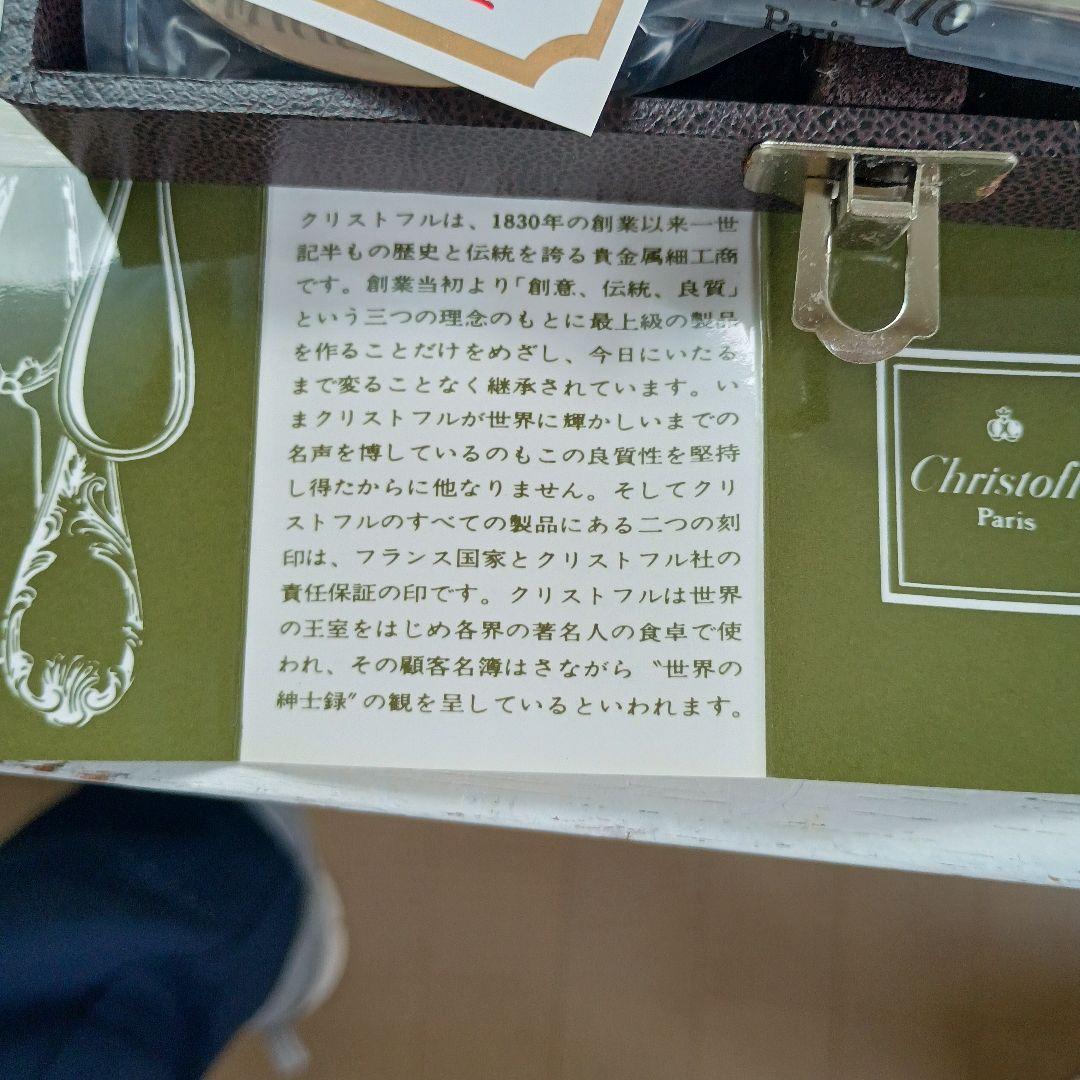 Paris
クリストフルは、1830年の創業以来一世
記半もの歴史と伝統を誇る貴金属細工商
です。創業当初より「創意、伝統、良質」
という三つの理念のもとに最上級の製品
を作ることだけをめざし、今日にいたる
まで変ることなく継承されています。い
まクリストフルが世界に輝かしいまでの
名声を博しているのもこの良質性を堅持
し得たからに他なりません。そしてクリ
ストフルのすべての製品にある二つの刻
印は、フランス国家とクリストフル社の
責任保証の印です。クリストフルは世界
の王室をはじめ各界の著名人の食卓で使
われ、その顧客名簿はさながら〝世界の
紳士録〞の観を呈しているといわれます。
Christofl
Paris